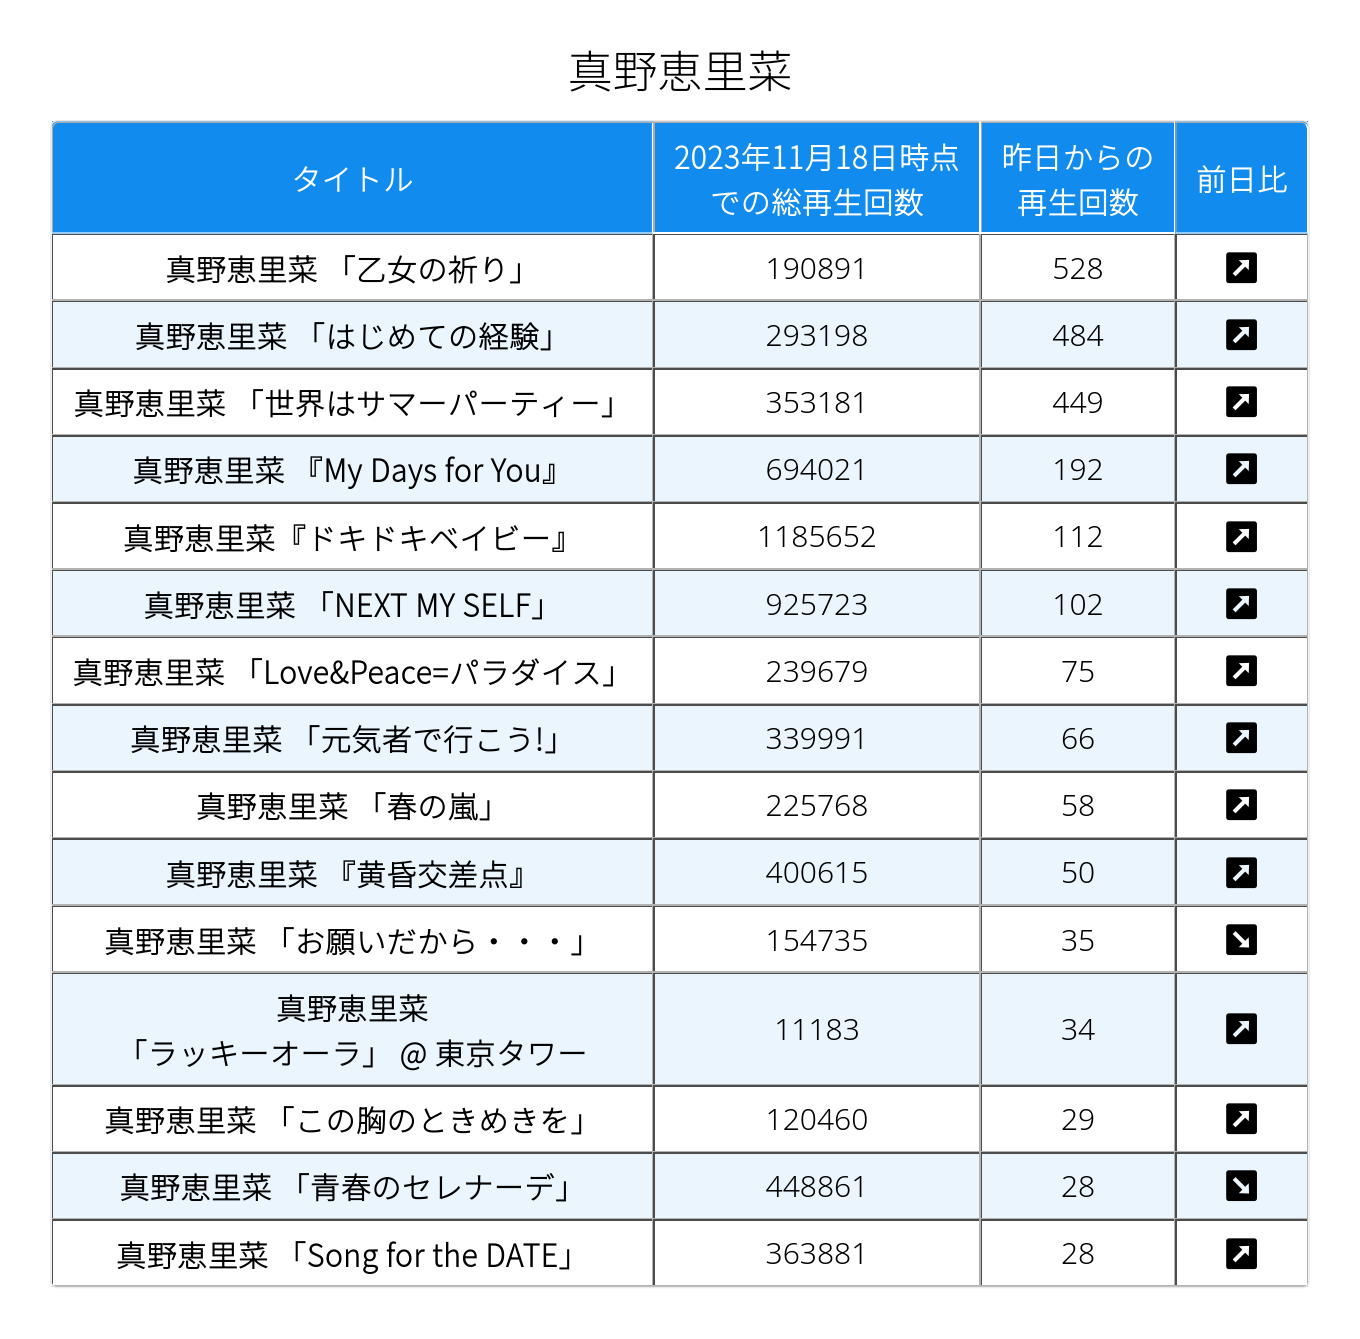 真野恵里菜
タイトル
2023年11月18日時点
での総再生回数
昨日からの
再生回数
前日比
真野恵里菜 「乙女の祈り」 190891 528 ↗
真野恵里菜 「はじめての経験」 293198 484 ↗
真野恵里菜 「世界はサマーパーティー」 353181 449 ↗
真野恵里菜 『My Days for You』 694021 192 ↗
真野恵里菜『ドキドキベイビー』 1185652 112 ↗
真野恵里菜 「NEXT MY SELF」 925723 102 ↗
真野恵里菜 「Love&Peace=パラダイス」 239679 75 ↗
真野恵里菜 「元気者で行こう!」 339991 66 ↗
真野恵里菜 「春の嵐」 225768 58 ↗
真野恵里菜 『黄昏交差点』 400615 50 ↗
真野恵里菜 「お願いだから・・・」 154735 35 ↘
真野恵里菜
「ラッキーオーラ」 @ 東京タワー 11183 34 ↗
真野恵里菜 「この胸のときめきを」 120460 29 ↗
真野恵里菜 「青春のセレナーデ」 448861 28 ↘
真野恵里菜 「Song for the DATE」 363881 28 ↗